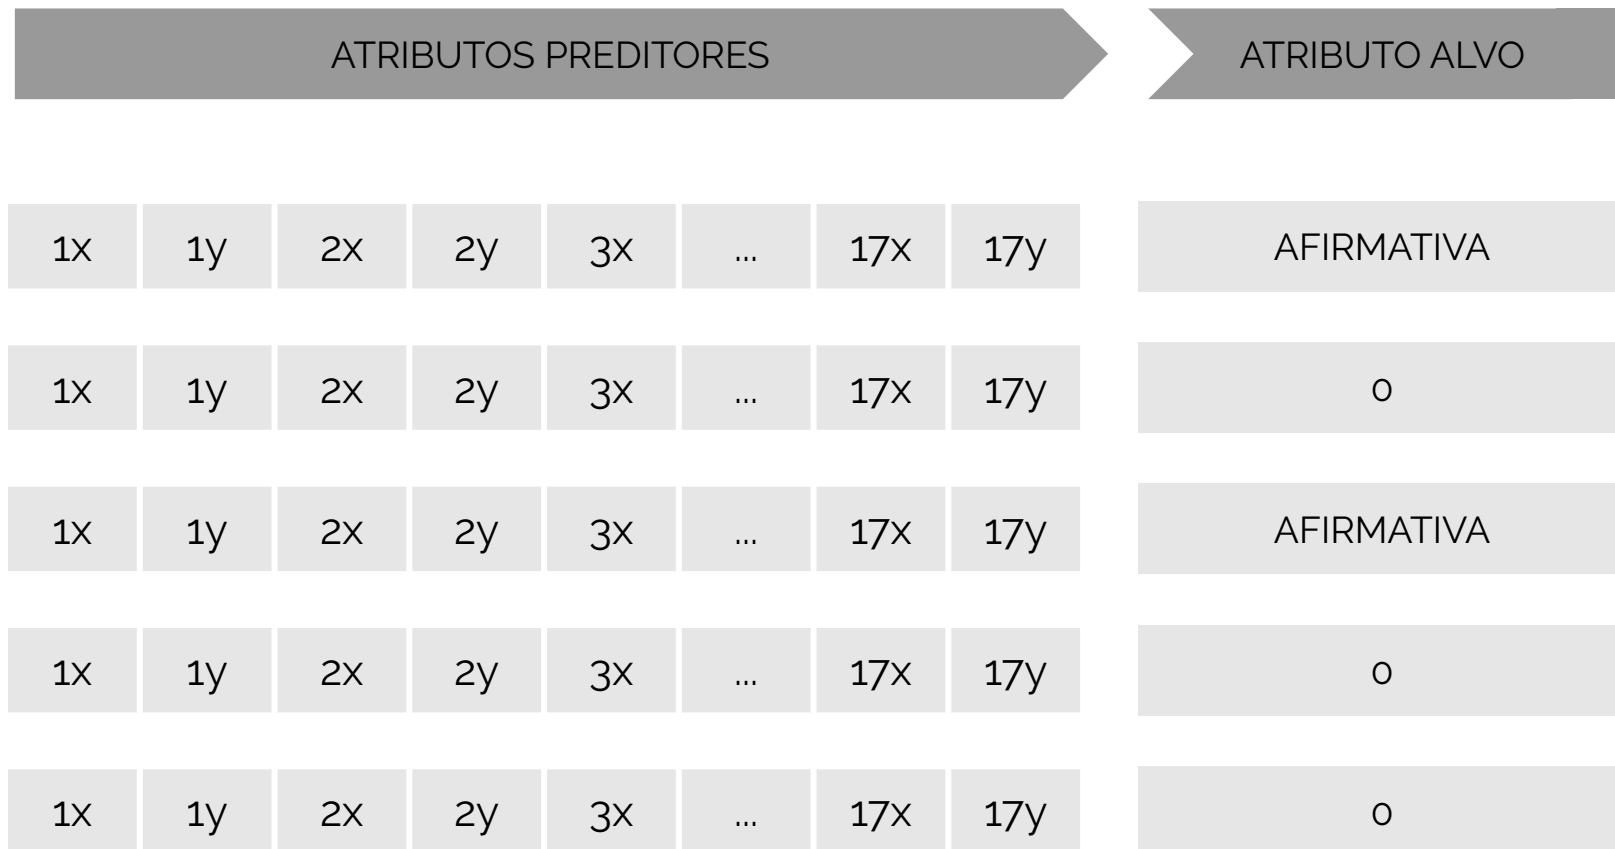 ATRIBUTOS PREDITORES ATRIBUTO ALVO
1x 1y 2x 2y 3x ... 17x 17y AFIRMATIVA
1x 1y 2x 2y 3x ... 17x 17y 0
1x 1y 2x 2y 3x ... 17x 17y AFIRMATIVA
1x 1y 2x 2y 3x ... 17x 17y 0
1x 1y 2x 2y 3x ... 17x 17y 0